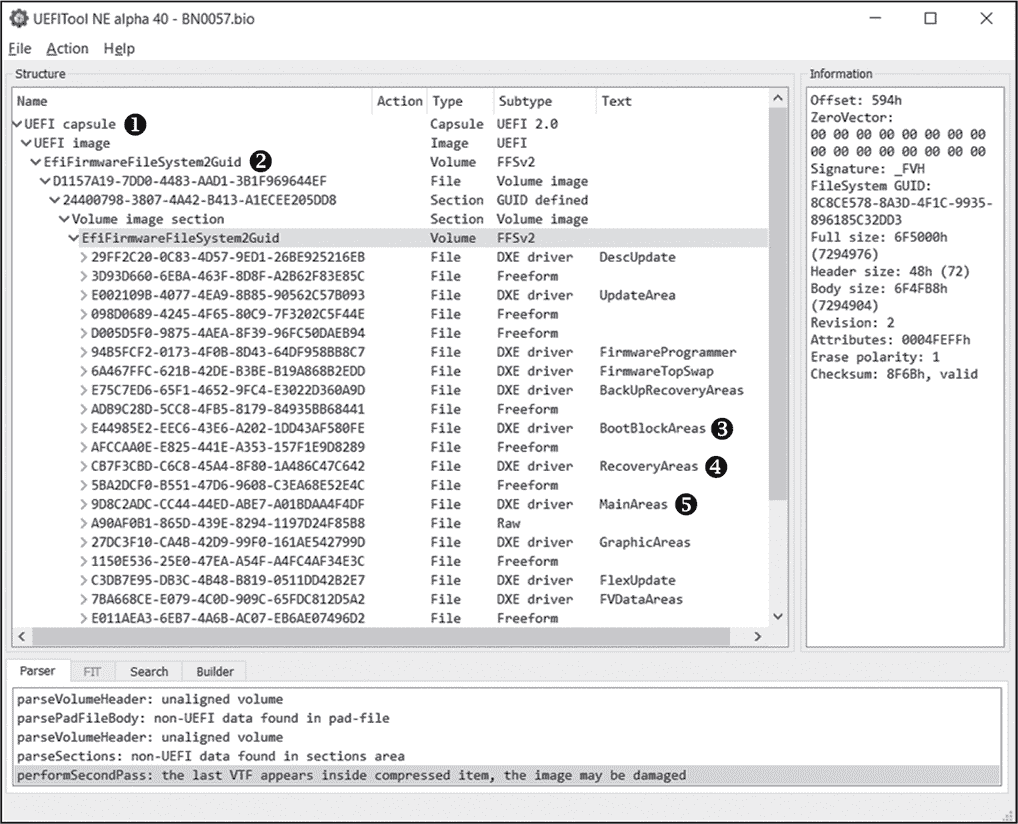 UEFITool NE alpha 40 - BN0057.bio
File Action Help
Structure
Name Action Type Subtype Text
UEFI capsule ❶ Capsule UEFI 2.0
UEFI image Image UEFI
EfiFirmwareFileSystem2Guid ❷ Volume FFSv2
D1157A19-7DD0-4483-AAD1-3B1F969644EF File Volume image
24400798-3807-4A42-B413-A1ECEE205DD8 Section GUID defined
Volume image section Section Volume image
EfiFirmwareFileSystem2Guid Volume FFSv2
29FF2C20-0C83-4D57-9ED1-26BE925216EB File DXE driver DescUpdate
3D93D660-6EBA-463F-8D8F-A2B62F83E85C File Freeform
E002109B-4077-4EA9-8B85-90562C57B093 File DXE driver UpdateArea
098D0689-4245-4F65-80C9-7F3202C5F44E File Freeform
D005D5F0-9875-4AEA-8F39-96FC50DAEB94 File Freeform
94B5FCF2-0173-4F0B-8D43-64DF958BB8C7 File DXE driver FirmwareProgrammer
6A467FFC-621B-42DE-B3BE-B19A868B2EDD File DXE driver FirmwareTopSwap
E75C7ED6-65F1-4652-9FC4-E3022D360A9D File DXE driver BackUpRecoveryAreas
ADB9C28D-5CC8-4FB5-8179-84935BB68441 File Freeform
E44985E2-EEC6-43E6-A202-1DD43AF580FE File DXE driver BootBlockAreas ❸
AFCCAA0E-E825-441E-A353-157F1E9D8289 File Freeform
CB7F3CBD-C6C8-45A4-8F80-1A486C47C642 File DXE driver RecoveryAreas ❹
5BA2DCF0-B551-47D6-9608-C3EA68E52E4C File Freeform
9D8C2ADC-CC44-44ED-ABE7-A01BDAA4F4DF File DXE driver MainAreas ❺
A90AF0B1-865D-439E-8294-1197D24F85B8 File Raw
27DC3F10-CA4B-42D9-99F0-161AE542799D File DXE driver GraphicAreas
1150E536-25E0-47EA-A54F-A4FC4AF34E3C File Freeform
C3DB7E95-DB3C-4B48-B819-0511DD42B2E7 File DXE driver FlexUpdate
7BA668CE-E079-4C0D-909C-65FDC812D5A2 File DXE driver FVDataAreas
E011AEA3-6EB7-4A6B-AC07-EB6AE07496D2 File Freeform
Information
Offset: 594h
ZeroVector:
00 00 00 00 00 00 00 00
00 00 00 00 00 00 00 00
Signature: _FVH
FileSystem GUID:
8C8CE578-8A3D-4F1C-9935-
896185C32DD3
Full size: 6F5000h
(7294976)
Header size: 48h (72)
Body size: 6F4FB8h
(7294904)
Revision: 2
Attributes: 0004FEFFh
Erase polarity: 1
Checksum: 8F6Bh, valid
Parser FIT Search Builder
parseVolumeHeader: unaligned volume
parsePadFileBody: non-UEFI data found in pad-file
parseVolumeHeader: unaligned volume
parseSections: non-UEFI data found in sections area
performSecondPass: the last VTF appears inside compressed item, the image may be damaged